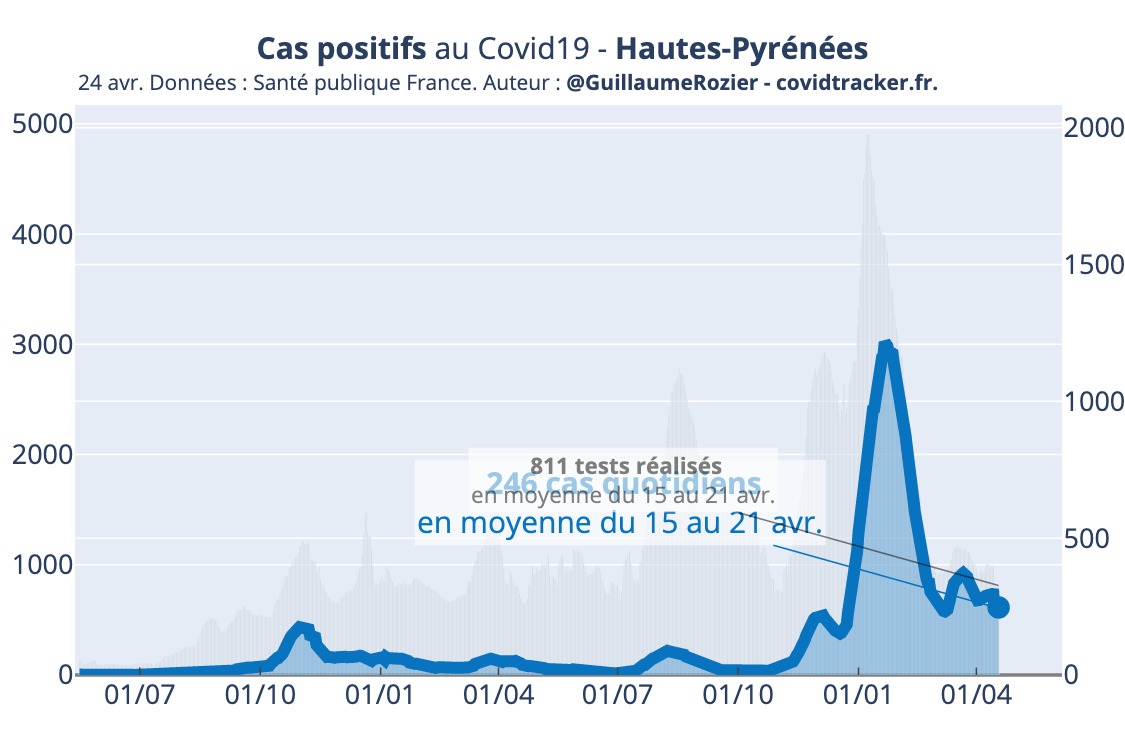 Cas positifs au Covid19 - Hautes-Pyrénées
24 avr. Données : Santé publique France. Auteur : @GuillaumeRozier - covidtracker.fr.
5000
4000
3000
2000
1000
0
2000
1500
1000
500
0
811 tests réalisés
246 cas quotidiens
en moyenne du 15 au 21 avr.
en moyenne du 15 au 21 avr.
01/07 01/10 01/01 01/04 01/07 01/10 01/01 01/04